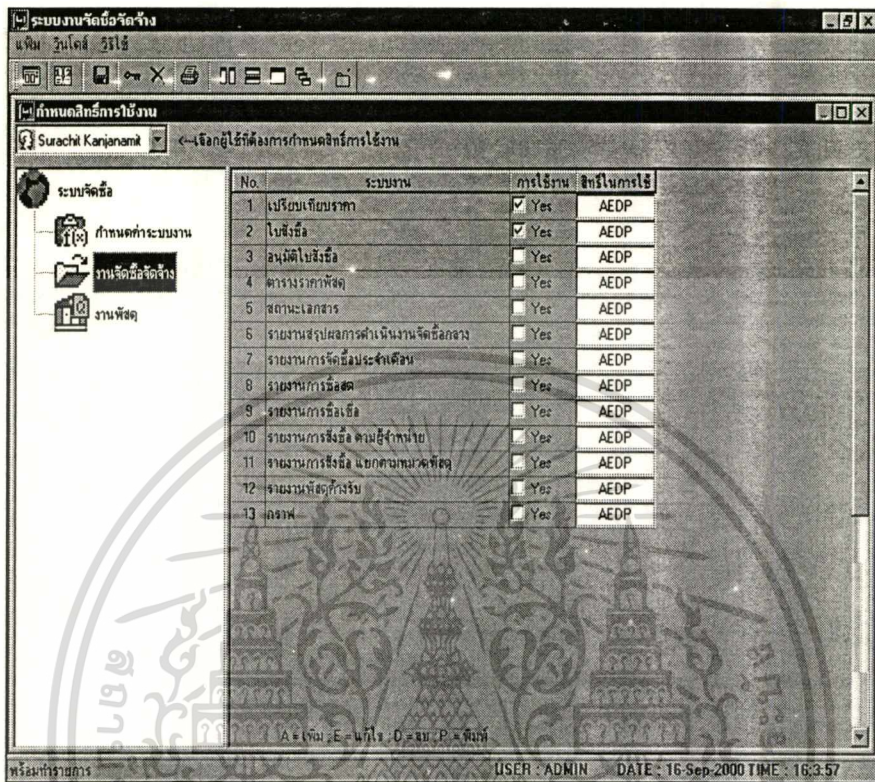 ระบบงานจัดซื้อจัดจ้าง
แฟ้ม วินโดส์ วิธีใช้
กำหนดสิทธิ์การใช้งาน
Surachit Kanjanamit <--เลือกผู้ใช้ที่ต้องการกำหนดสิทธิ์การใช้งาน
ระบบจัดซื้อ
กำหนดค่าระบบงาน
งานจัดซื้อจัดจ้าง
งานพัสดุ
No. ระบบงาน การใช้งาน สิทธิ์ในการใช้
1 เปรียบเทียบราคา Yes AEDP
2 ใบสั่งซื้อ Yes AEDP
3 อนุมัติใบสั่งซื้อ Yes AEDP
4 ตารางราคาพัสดุ Yes AEDP
5 สถานะเอกสาร Yes AEDP
6 รายงานสรุปผลการดำเนินงานจัดซื้อกลาง Yes AEDP
7 รายงานการจัดซื้อประจำเดือน Yes AEDP
8 รายงานการซื้อสด Yes AEDP
9 รายงานการซื้อเชื่อ Yes AEDP
10 รายงานการสั่งซื้อ ตามผู้จำหน่าย Yes AEDP
11 รายงานการสั่งซื้อ แยกตามหมวดพัสดุ Yes AEDP
12 รายงานพัสดุค้างรับ Yes AEDP
13 กราฟ Yes AEDP
A = เพิ่ม ; E = แก้ไข ; D = ลบ ; P = พิมพ์
พร้อมทำรายการ USER : ADMIN DATE : 16-Sep-2000 TIME : 16:3:57